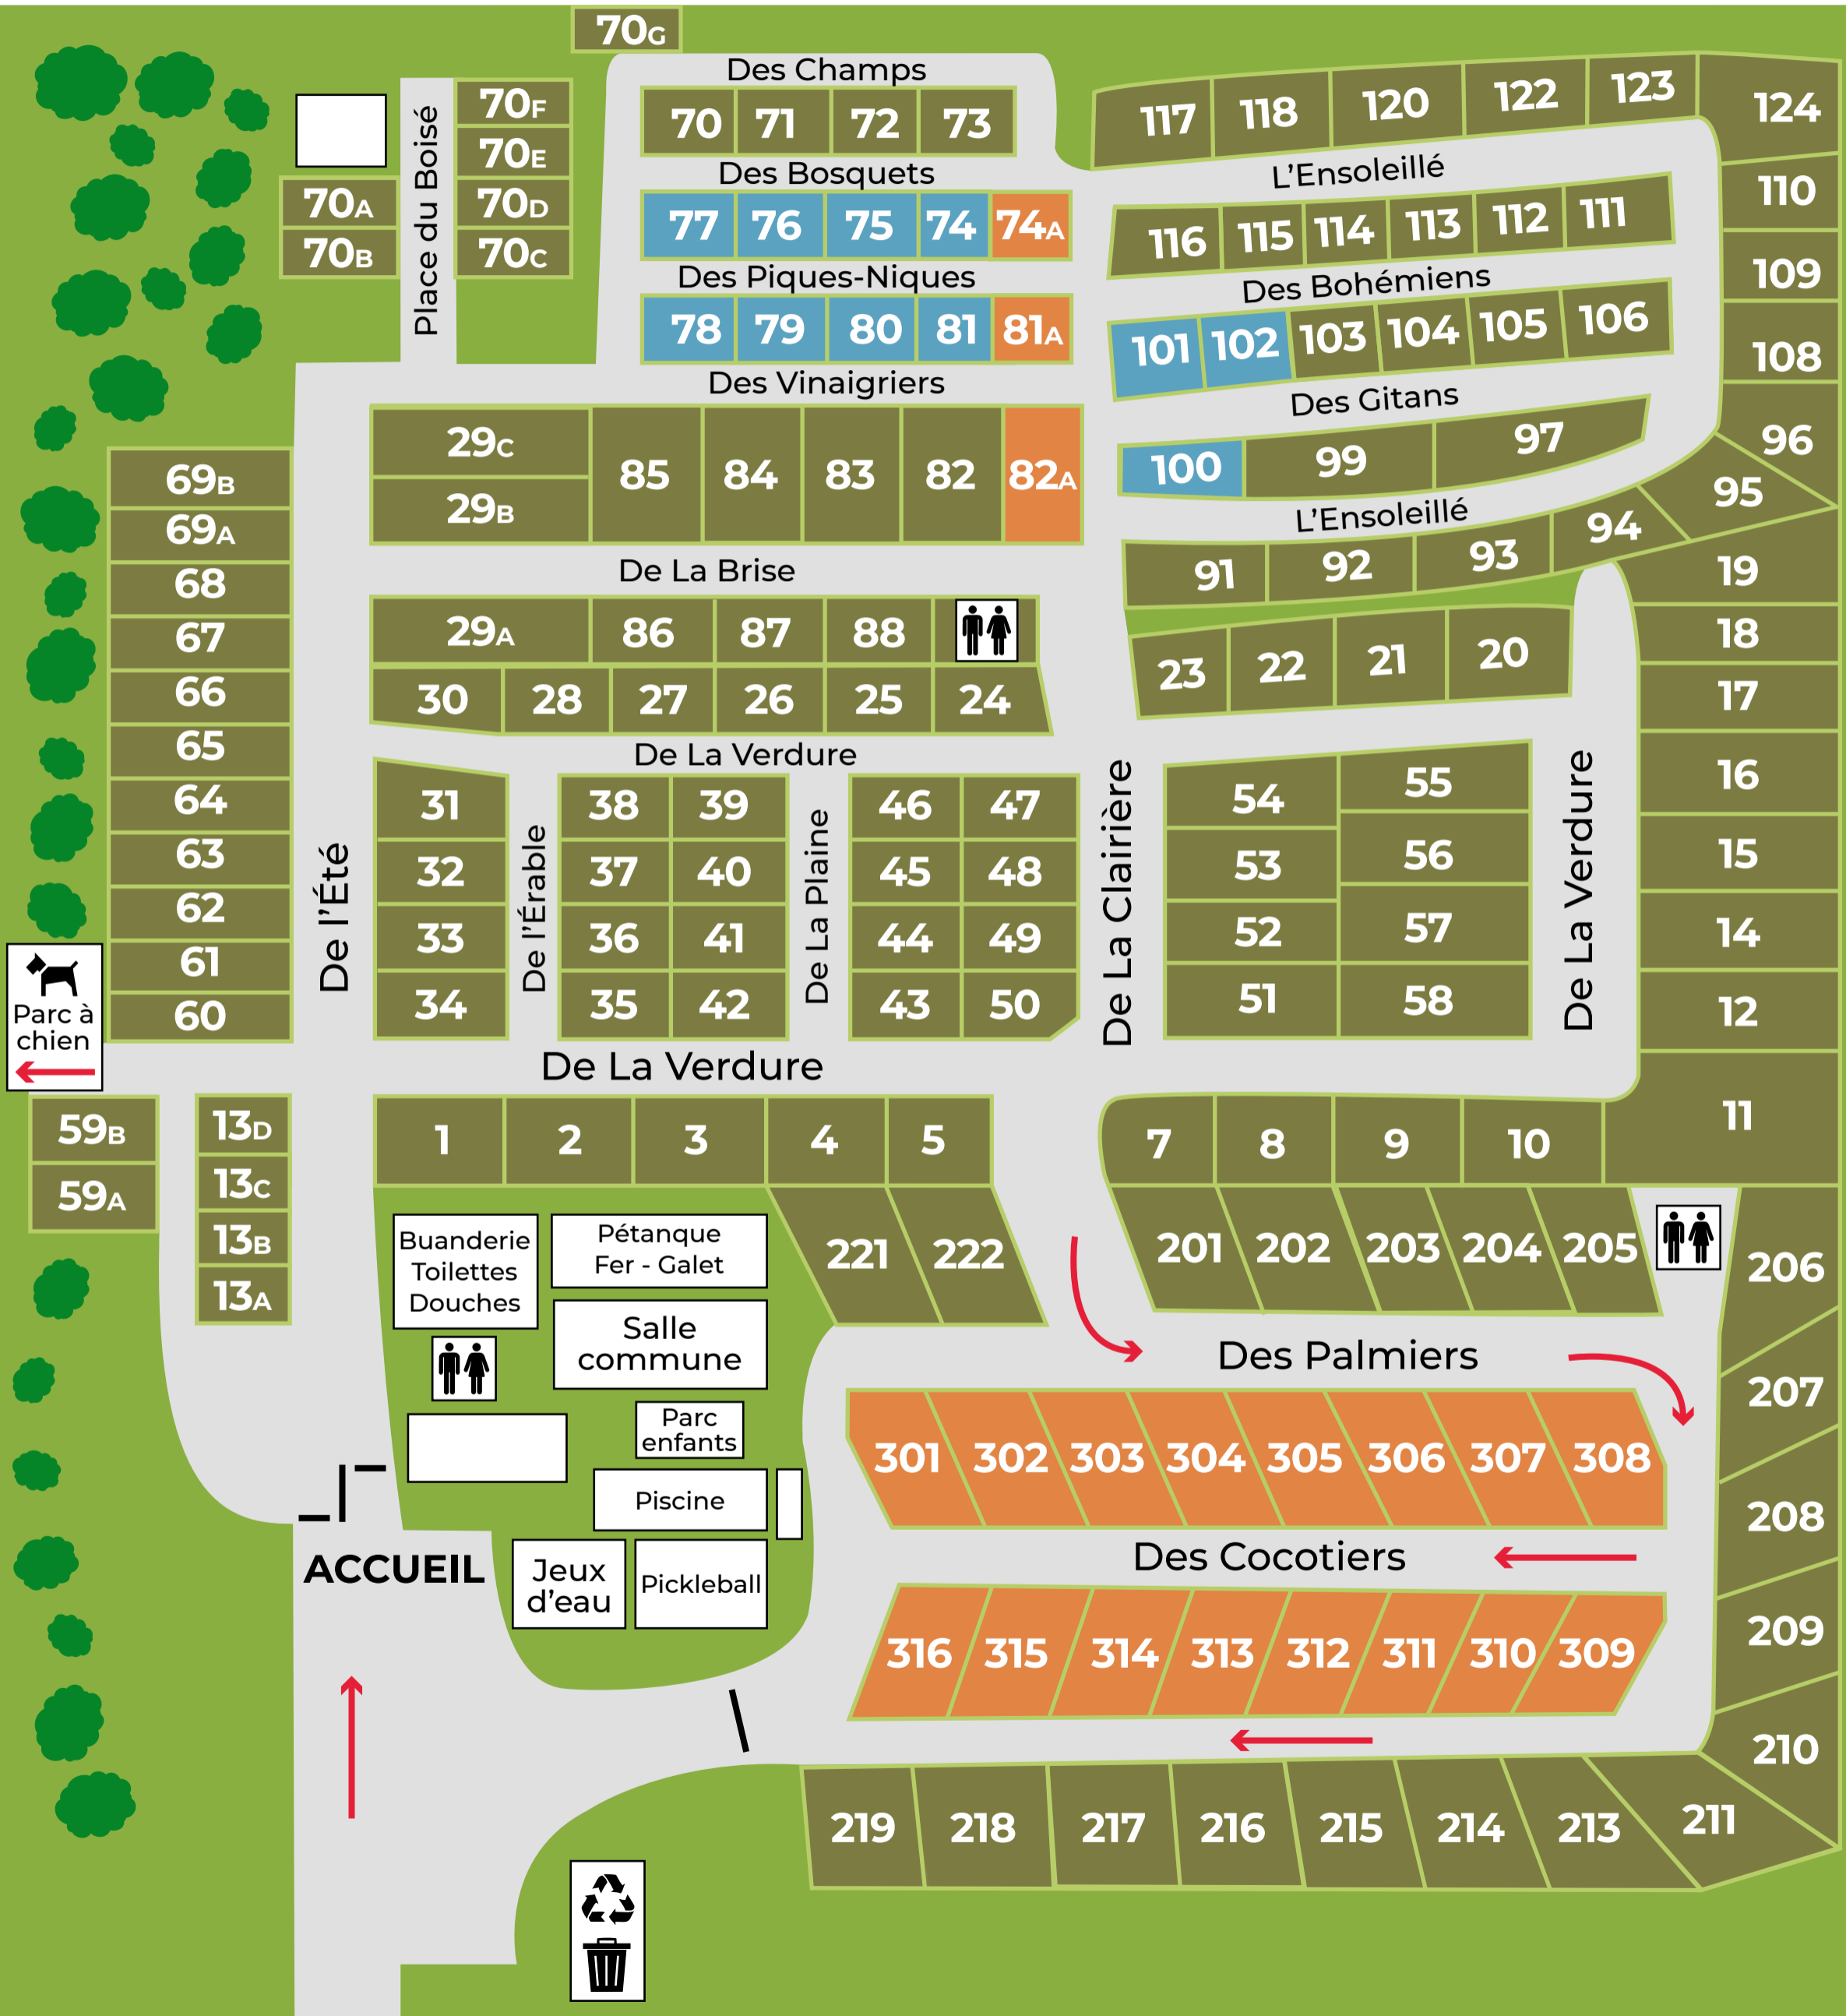 70G
Des Champs
70F
70 71 72 73
117 118 120 122 123 124
70E
Des Bosquets
L'Ensoleillé
Place du Boisé
70A
70D
77 76 75 74 74A
116 115 114 113 112 111
110
70B
70C
Des Piques-Niques
Des Bohémiens
109
78 79 80 81 81A
101 102 103 104 105 106
108
Des Vinaigriers
Des Gitans
29C
85 84 83 82 82A
100 99 97
96
69B
29B
95
69A
L'Ensoleillé
94
De La Brise
91 92 93
19
68
29A 86 87 88
67
23 22 21 20
18
66
30 28 27 26 25 24
17
65
De La Verdure
64
31 38 39 46 47
54 55
16
63
32 37 40 45 48
53 56
15
62
33 36 41 44 49
52 57
14
61
34 35 42 43 50
51 58
12
60
De l'Été
De l'Érable
De La Plaine
De La Clairière
De La Verdure
Parc à
chien
De La Verdure
59B
13D
1 2 3 4 5
7 8 9 10 11
59A
13C
13B
13A
Buanderie
Toilettes
Douches
Pétanque
Fer - Galet
221 222
201 202 203 204 205
206
Salle
commune
Des Palmiers
207
Parc
enfants
301 302 303 304 305 306 307 308
Piscine
208
ACCUEIL
Jeux
d'eau
Pickleball
Des Cocotiers
209
316 315 314 313 312 311 310 309
210
219 218 217 216 215 214 213 211